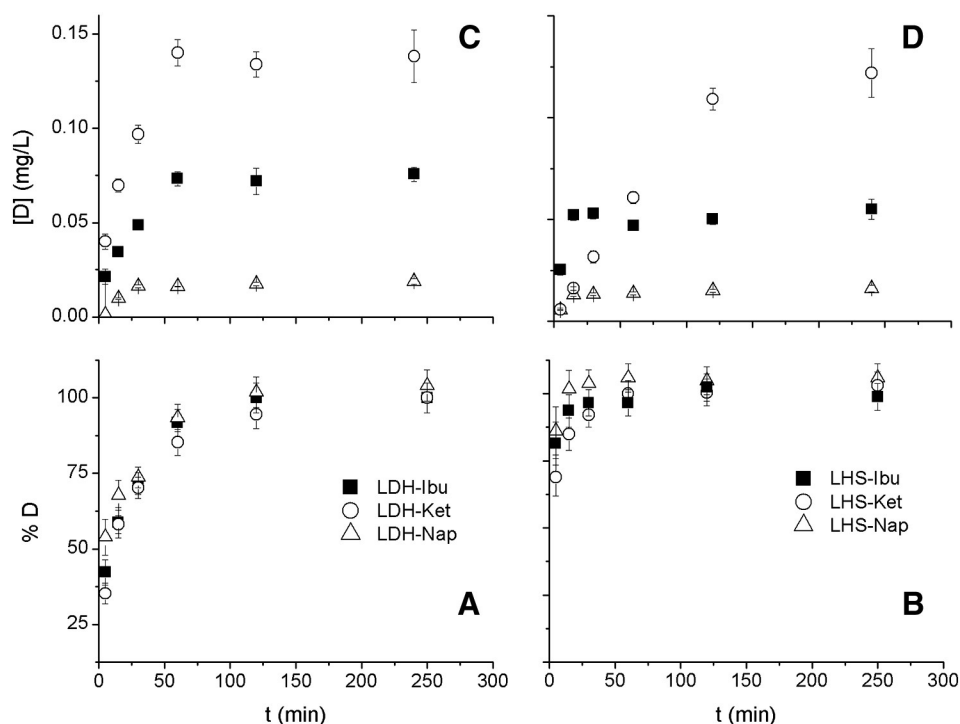 C
D
0.15
0.10
0.05
0.00
[D] (mg/L)
100
75
50
25
% D
LDH-Ibu
LDH-Ket
LDH-Nap
A
LHS-Ibu
LHS-Ket
LHS-Nap
B
0 50 100 150 200 250 300
0 50 100 150 200 250 300
t (min)
t (min)